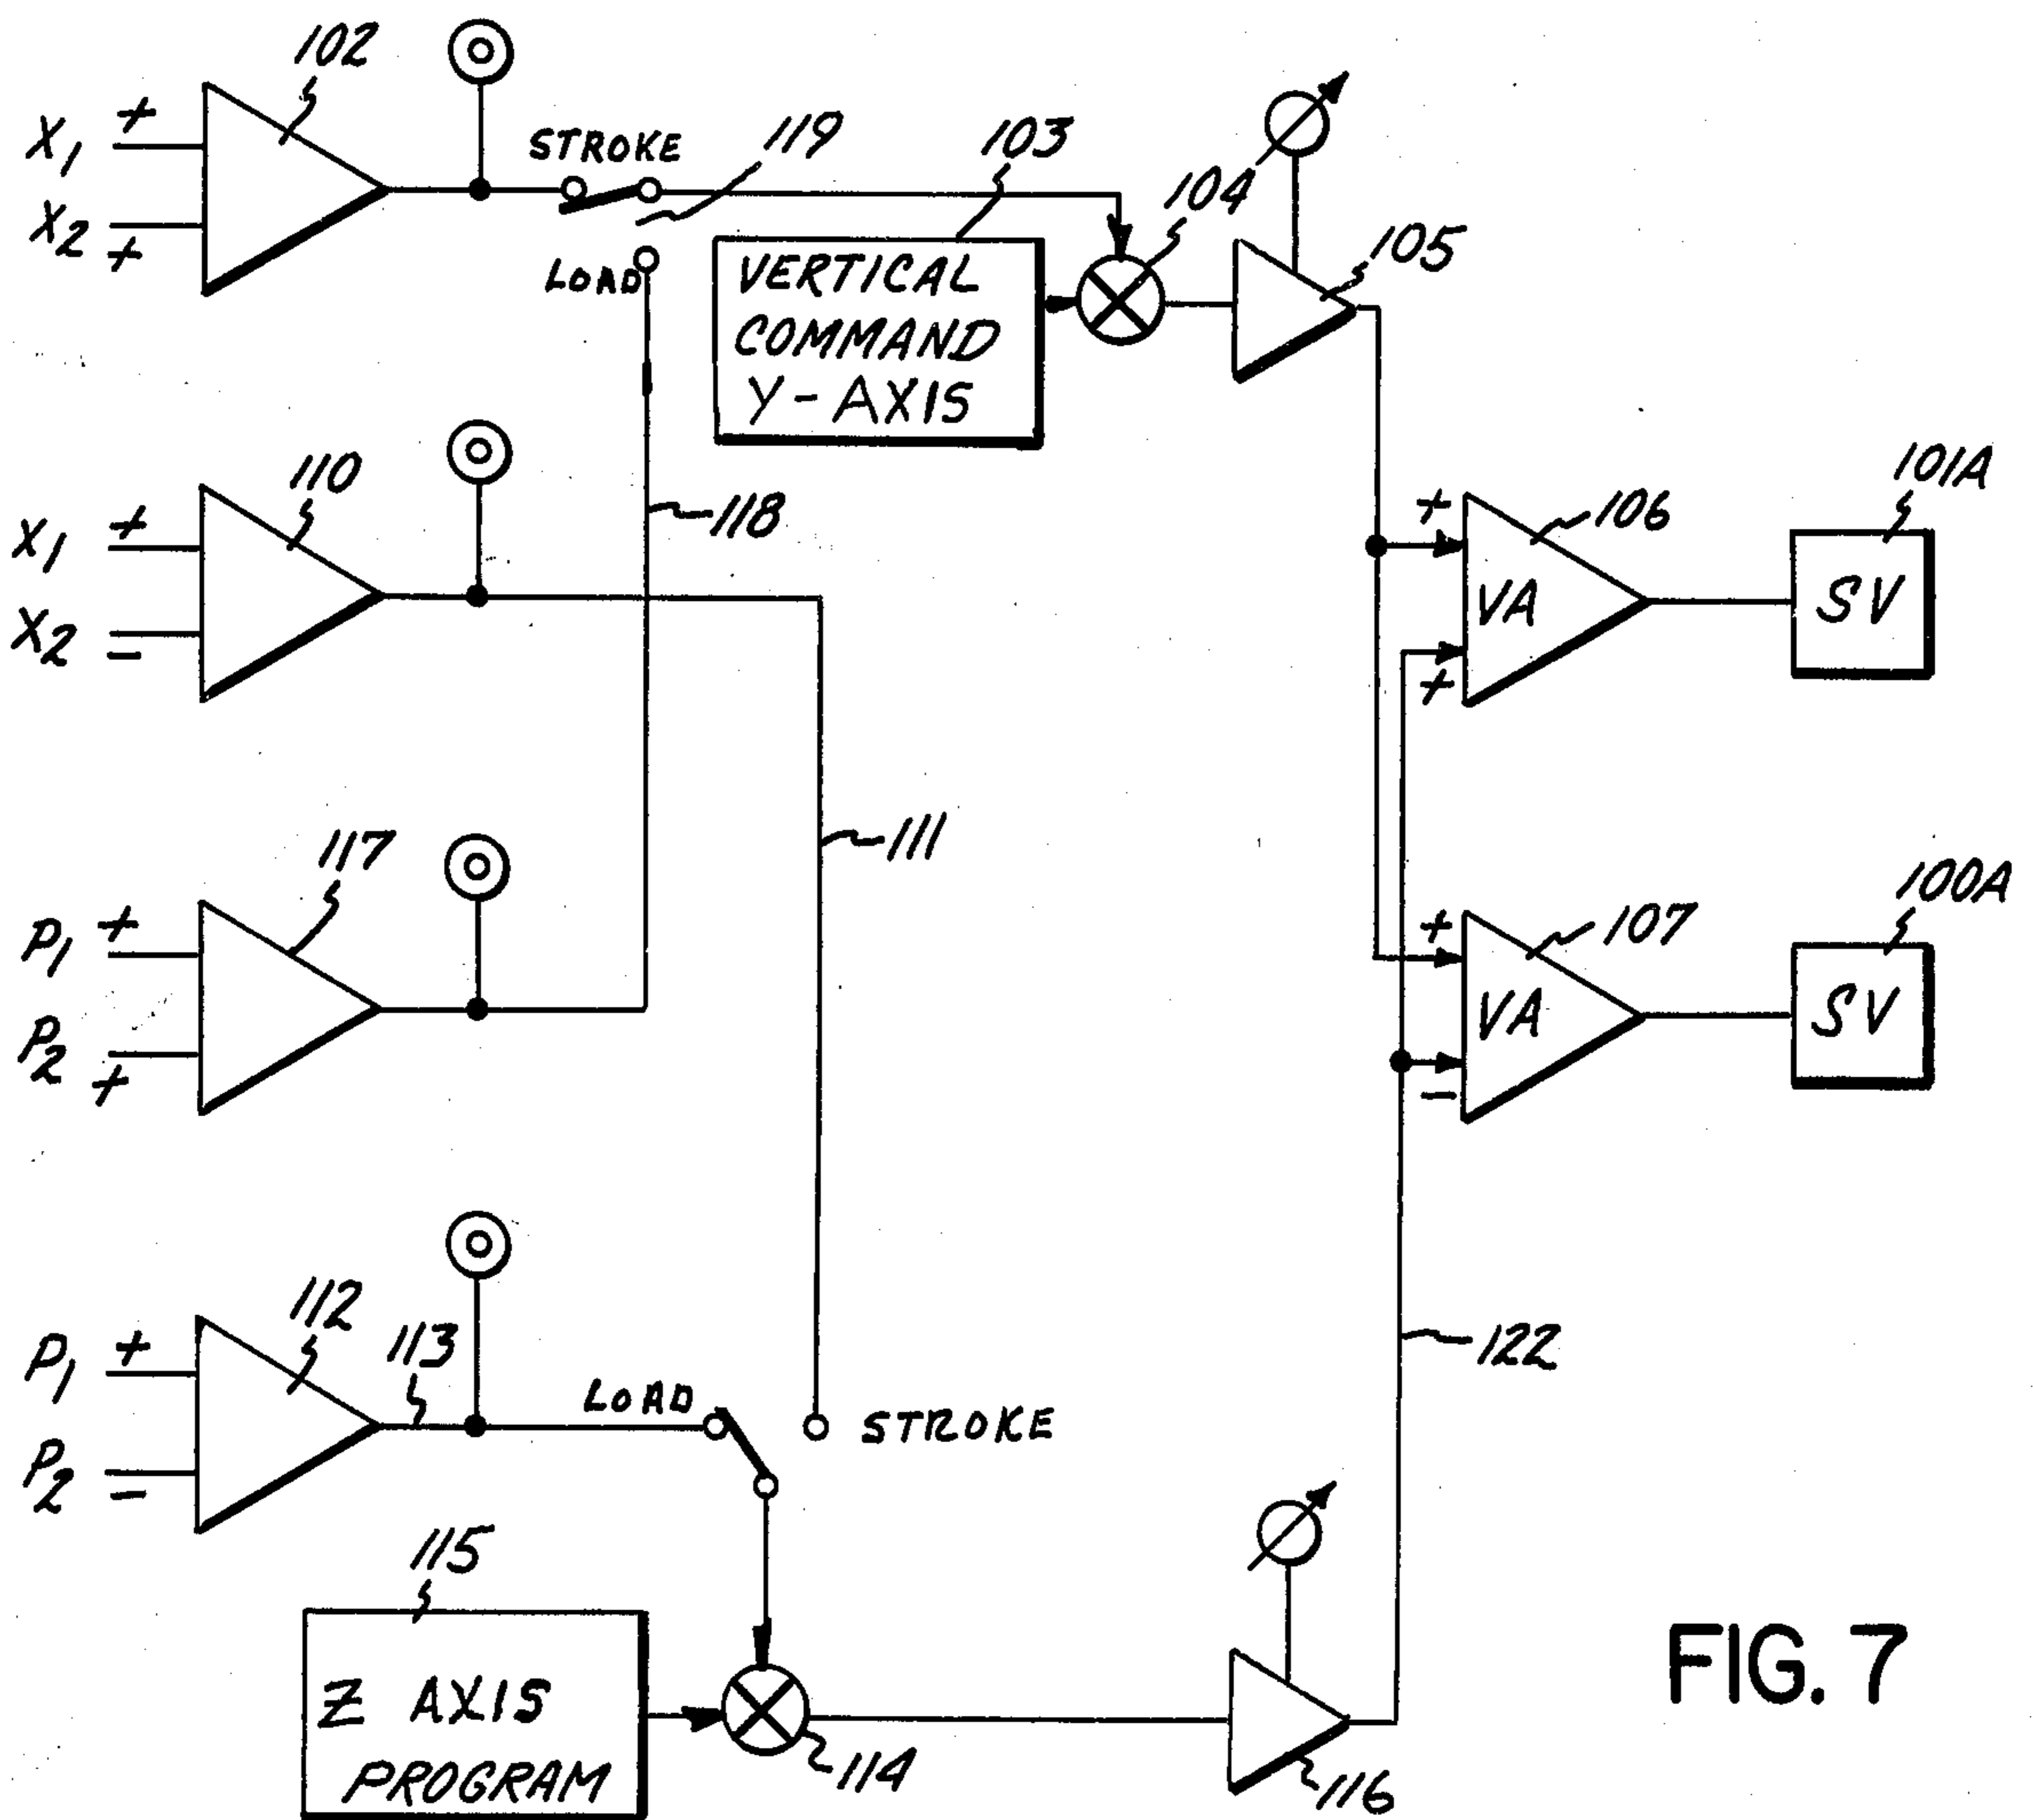 102
X1 +
X2 +
STROKE
119
LOAD
103
VERTICAL
COMMAND
Y-AXIS
104
105
110
X1 +
X2 -
118
111
+
106
VA
+
101A
SV
117
P1 +
P2 +
+
107
VA
-
100A
SV
112
P1 +
P2 -
113
LOAD
STROKE
122
115
Z AXIS
PROGRAM
114
116
FIG. 7